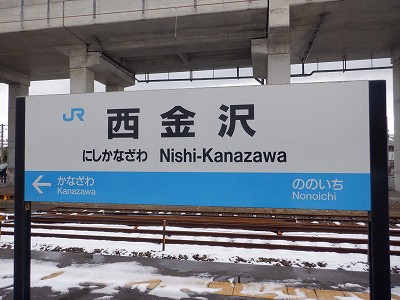 JR
西金沢
にしかなざわ Nishi-Kanazawa
かなざわ ののいち
Kanazawa Nonoichi